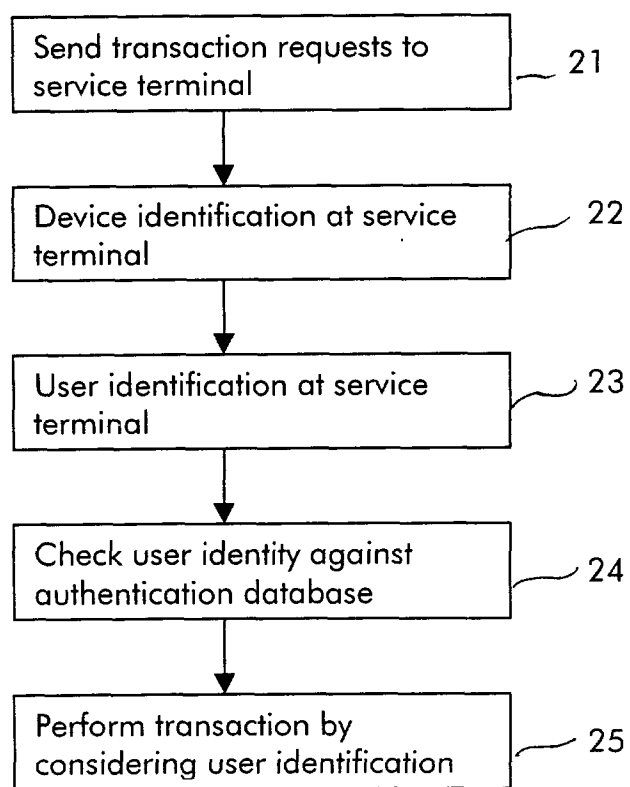 Send transaction requests to
service terminal
21
Device identification at service
terminal
22
User identification at service
terminal
23
Check user identity against
authentication database
24
Perform transaction by
considering user identification
25